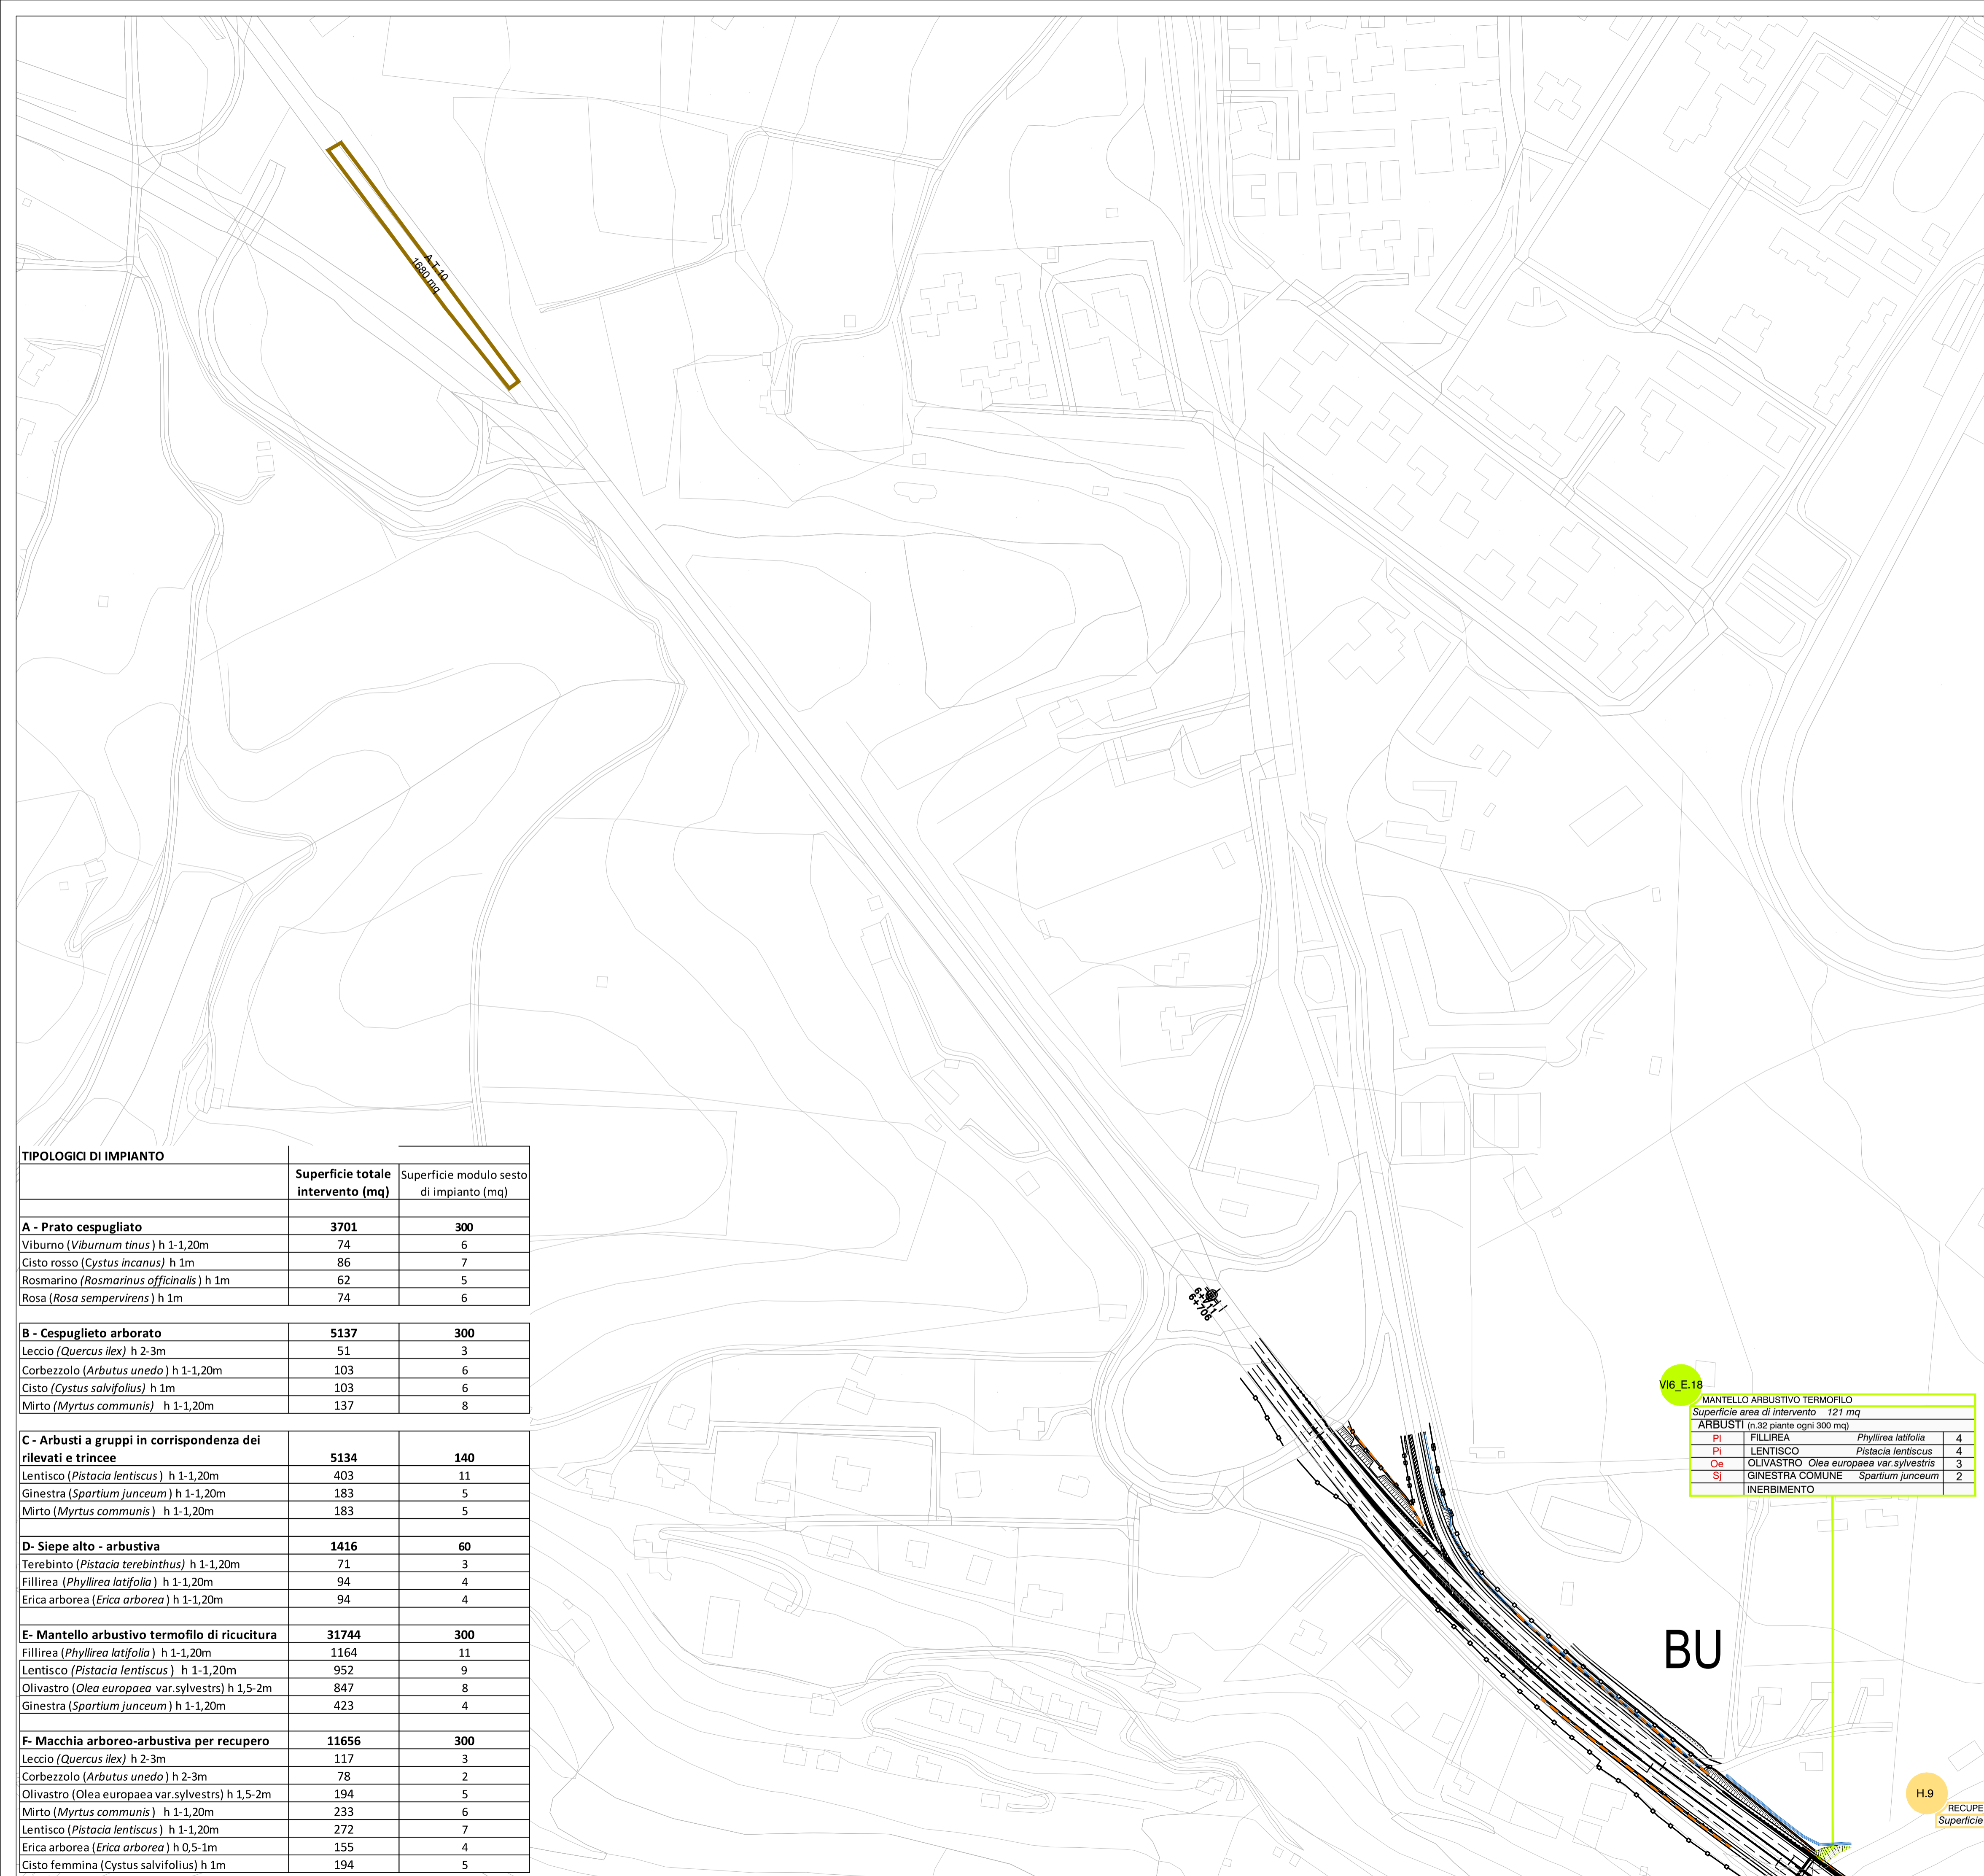 A.T.10
1680 mq
TIPOLOGICI DI IMPIANTO
Superficie totale intervento (mq) Superficie modulo sesto di impianto (mq)
A - Prato cespugliato 3701 300
Viburno (Viburnum tinus ) h 1-1,20m 74 6
Cisto rosso (Cystus incanus) h 1m 86 7
Rosmarino (Rosmarinus officinalis ) h 1m 62 5
Rosa (Rosa sempervirens ) h 1m 74 6
B - Cespuglieto arborato 5137 300
Leccio (Quercus ilex) h 2-3m 51 3
Corbezzolo (Arbutus unedo ) h 1-1,20m 103 6
Cisto (Cystus salvifolius) h 1m 103 6
Mirto (Myrtus communis) h 1-1,20m 137 8
C - Arbusti a gruppi in corrispondenza dei
rilevati e trincee 5134 140
Lentisco (Pistacia lentiscus ) h 1-1,20m 403 11
Ginestra (Spartium junceum ) h 1-1,20m 183 5
Mirto (Myrtus communis ) h 1-1,20m 183 5
D- Siepe alto - arbustiva 1416 60
Terebinto (Pistacia terebinthus) h 1-1,20m 71 3
Fillirea (Phyllirea latifolia ) h 1-1,20m 94 4
Erica arborea (Erica arborea ) h 1-1,20m 94 4
E- Mantello arbustivo termofilo di ricucitura 31744 300
Fillirea (Phyllirea latifolia ) h 1-1,20m 1164 11
Lentisco (Pistacia lentiscus ) h 1-1,20m 952 9
Olivastro (Olea europaea var.sylvestrs) h 1,5-2m 847 8
Ginestra (Spartium junceum ) h 1-1,20m 423 4
F- Macchia arboreo-arbustiva per recupero 11656 300
Leccio (Quercus ilex) h 2-3m 117 3
Corbezzolo (Arbutus unedo ) h 2-3m 78 2
Olivastro (Olea europaea var.sylvestrs) h 1,5-2m 194 5
Mirto (Myrtus communis ) h 1-1,20m 233 6
Lentisco (Pistacia lentiscus ) h 1-1,20m 272 7
Erica arborea (Erica arborea ) h 0,5-1m 155 4
Cisto femmina (Cystus salvifolius) h 1m 194 5
6+711
6+706
VI6_E.18
MANTELLO ARBUSTIVO TERMOFILO
Superficie area di intervento 121 mq
ARBUSTI (n.32 piante ogni 300 mq)
Pl FILLIREA Phyllirea latifolia 4
Pi LENTISCO Pistacia lentiscus 4
Oe OLIVASTRO Olea europaea var.sylvestris 3
Sj GINESTRA COMUNE Spartium junceum 2
INERBIMENTO
BU
H.9
RECUPE
Superficie